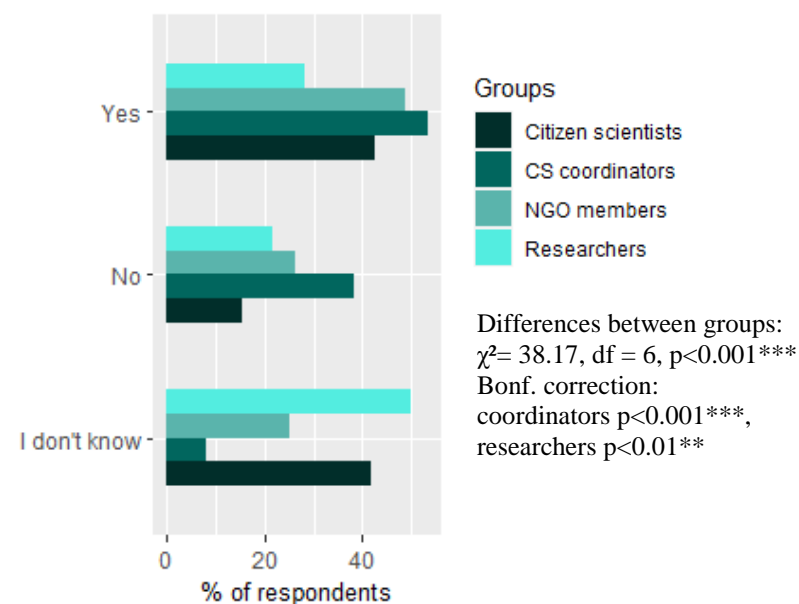 Yes
No
I don't know
0 20 40
% of respondents
Groups
Citizen scientists
CS coordinators
NGO members
Researchers
Differences between groups:
χ²= 38.17, df = 6, p<0.001***
Bonf. correction:
coordinators p<0.001***,
researchers p<0.01**